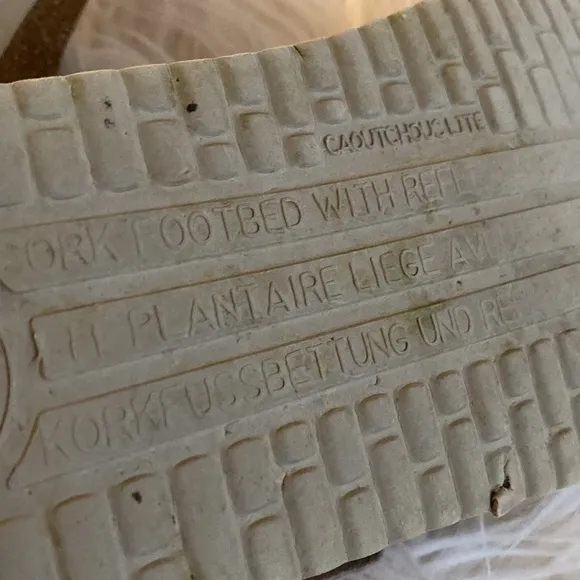 CAOUTCHOUC LITE
CORK FOOTBED WITH
PLANTAIRE LIEGE
KORKFUSSBETTUNG UND